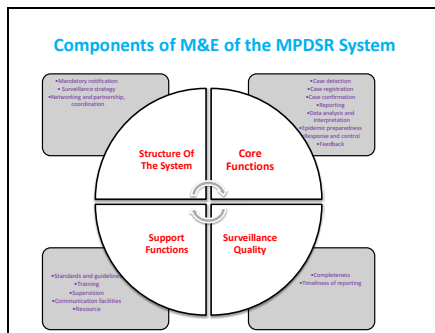 Components of M&E of the MPDSR System
•Mandatory notification
• Surveillance strategy
•Networking and partnership,
coordination
•Case detection
•Case registration
•Case confirmation
•Reporting
•Data analysis and
interpretation
•Epidemic preparedness
•Response and control
•Feedback
Structure Of
The System
Core
Functions
Support
Functions
Surveillance
Quality
•Standards and guidelines
•Training
•Supervision
•Communication facilities
•Resource
•Completeness
•Timeliness of reporting